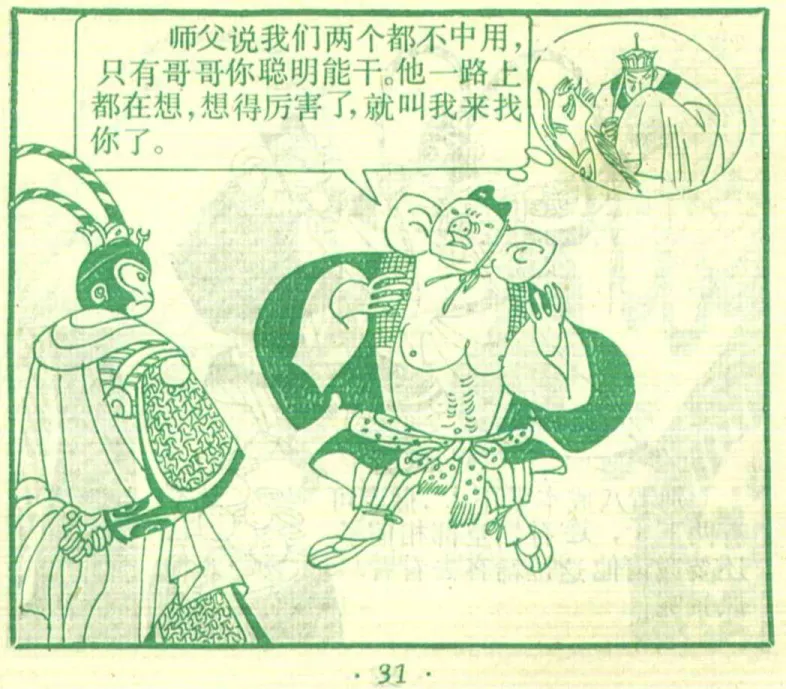 师父说我们两个都不中用，
只有哥哥你聪明能干。他一路上
都在想，想得厉害了，就叫我来找
你了。
· 31 ·